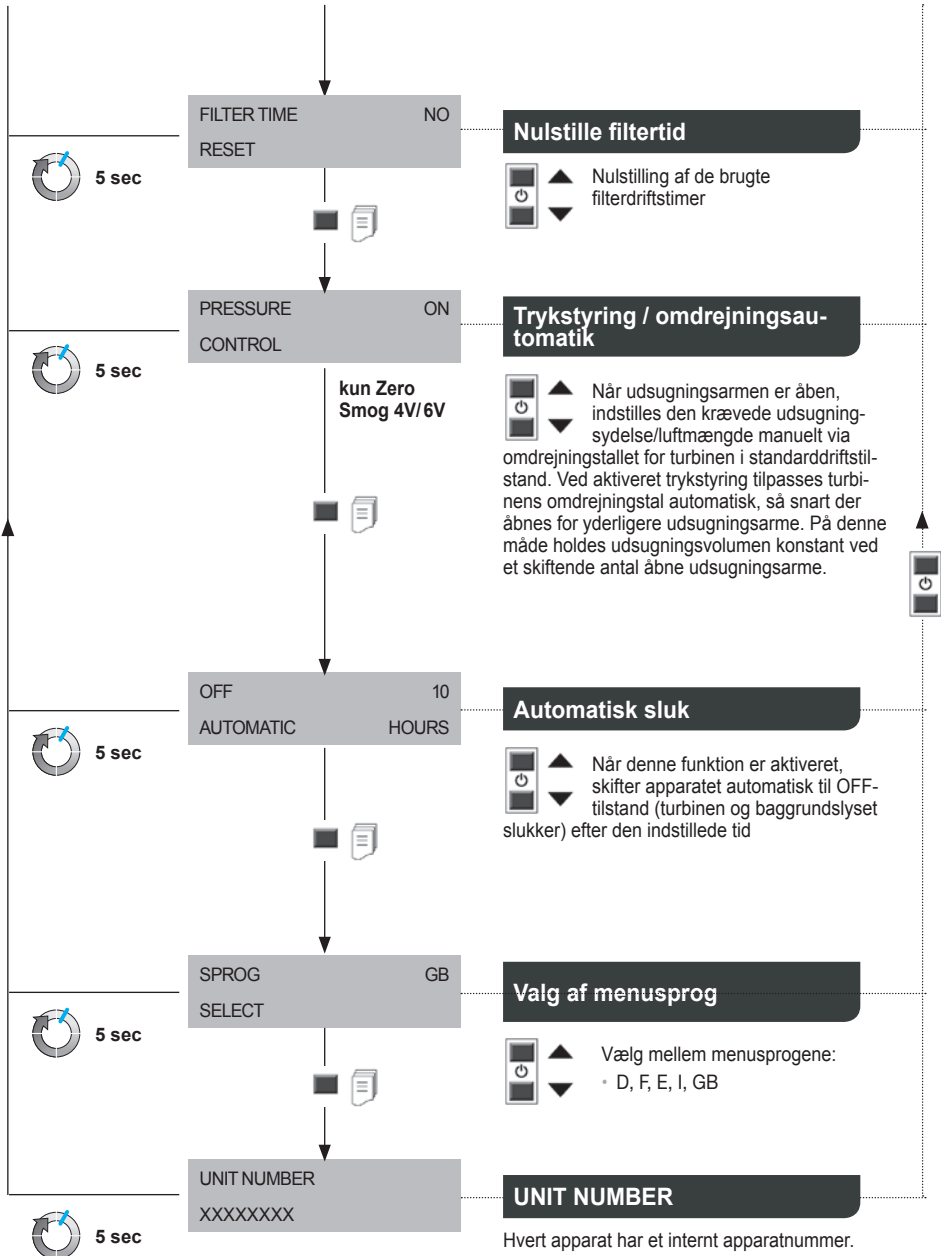 FILTER TIME NO
RESET
5 sec
Nulstille filtertid
Nulstilling af de brugte
filterdriftstimer
PRESSURE ON
CONTROL
5 sec
kun Zero
Smog 4V/6V
Trykstyring / omdrejningsau-
tomatik
Når udsugningsarmen er åben,
indstilles den krævede udsugning-
sydelse/luftmængde manuelt via
omdrejningstallet for turbinen i standarddriftstil-
stand. Ved aktiveret trykstyring tilpasses turbi-
nens omdrejningstal automatisk, så snart der
åbnes for yderligere udsugningsarme. På denne
måde holdes udsugningsvolumen konstant ved
et skiftende antal åbne udsugningsarme.
OFF 10
AUTOMATIC HOURS
5 sec
Automatisk sluk
Når denne funktion er aktiveret,
skifter apparatet automatisk til OFF-
tilstand (turbinen og baggrundslyset
slukker) efter den indstillede tid
SPROG GB
SELECT
5 sec
Valg af menusprog
Vælg mellem menusprogene:
• D, F, E, I, GB
UNIT NUMBER
XXXXXXXX
5 sec
UNIT NUMBER
Hvert apparat har et internt apparatnummer.